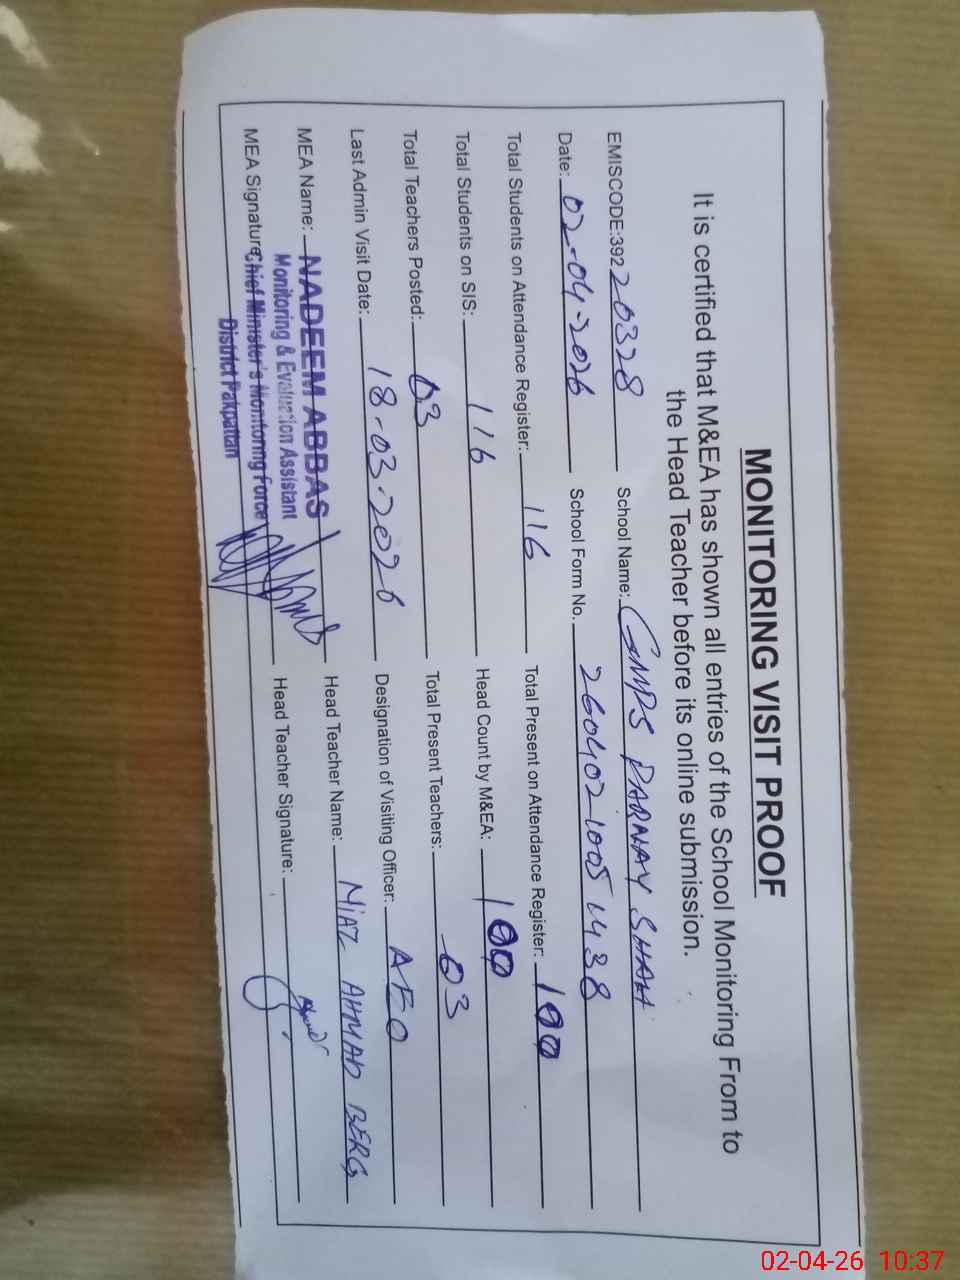 MONITORING VISIT PROOF
It is certified that M&EA has shown all entries of the School Monitoring From to
the Head Teacher before its online submission.
EMISCODE:392 20328 School Name: GMPS PARNAY SHAH
Date: 02-04-2026 School Form No. 2604021005
Total Students on Attendance Register: 116 Total Present on Attendance Register: 100
Total Students on SIS: 116 Head Count by M&EA: 100
Total Teachers Posted: 03 Total Present Teachers: 03
Last Admin Visit Date: 18-03-2026 Designation of Visiting Officer: AEO
MEA Name: NADEEM ABBAS Head Teacher Name: NIAZ AHMAD BERG
Monitoring & Evaluation Assistant
MEA Signature: Chief Minister's Monitoring Force Head Teacher Signature:
District Pakpattan
02-04-26 10:37